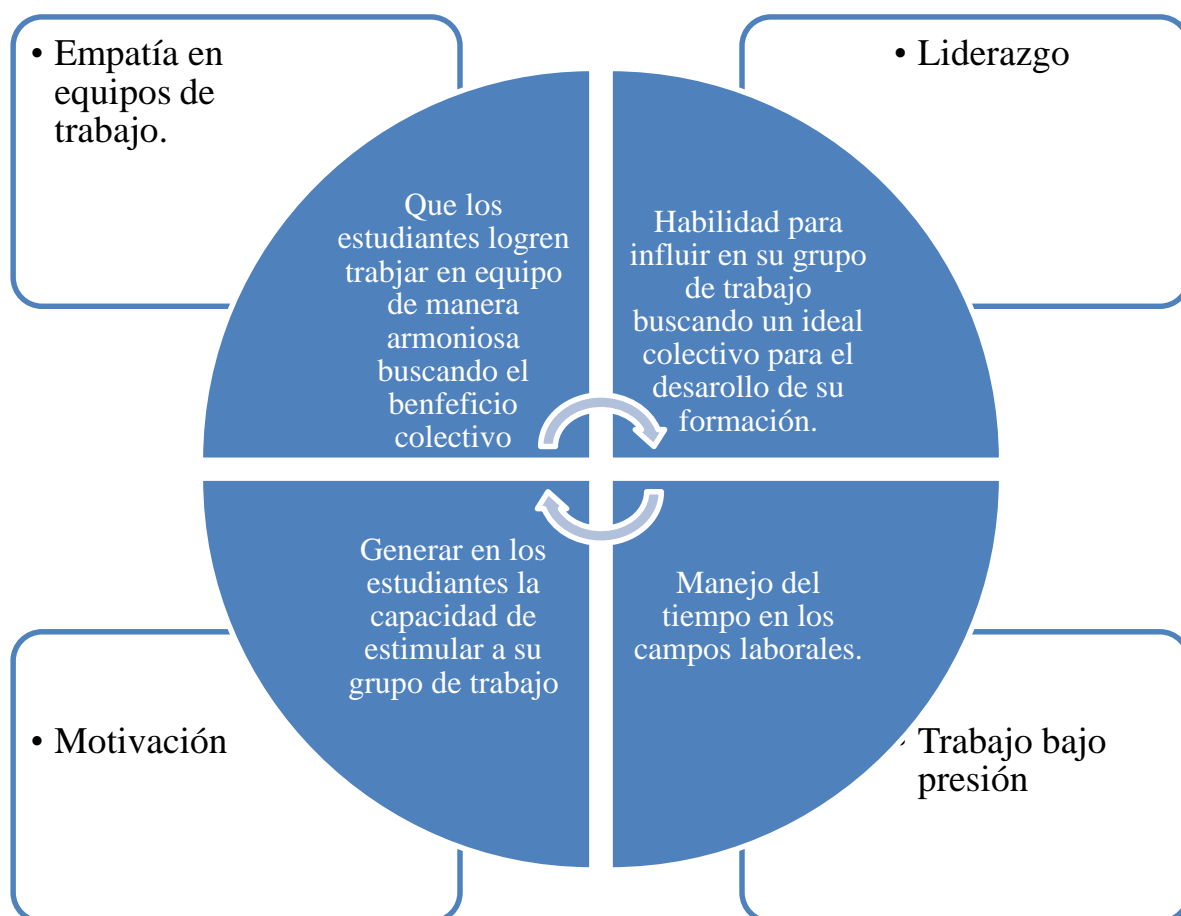 • Empatía en
equipos de
trabajo.
• Liderazgo
Que los
estudiantes logren
trabjar en equipo
de manera
armoniosa
buscando el
benfeficio
colectivo
Habilidad para
influir en su grupo
de trabajo
buscando un ideal
colectivo para el
desarollo de su
formación.
Generar en los
estudiantes la
capacidad de
estimular a su
grupo de trabajo
Manejo del
tiempo en los
campos laborales.
• Motivación
• Trabajo bajo
presión